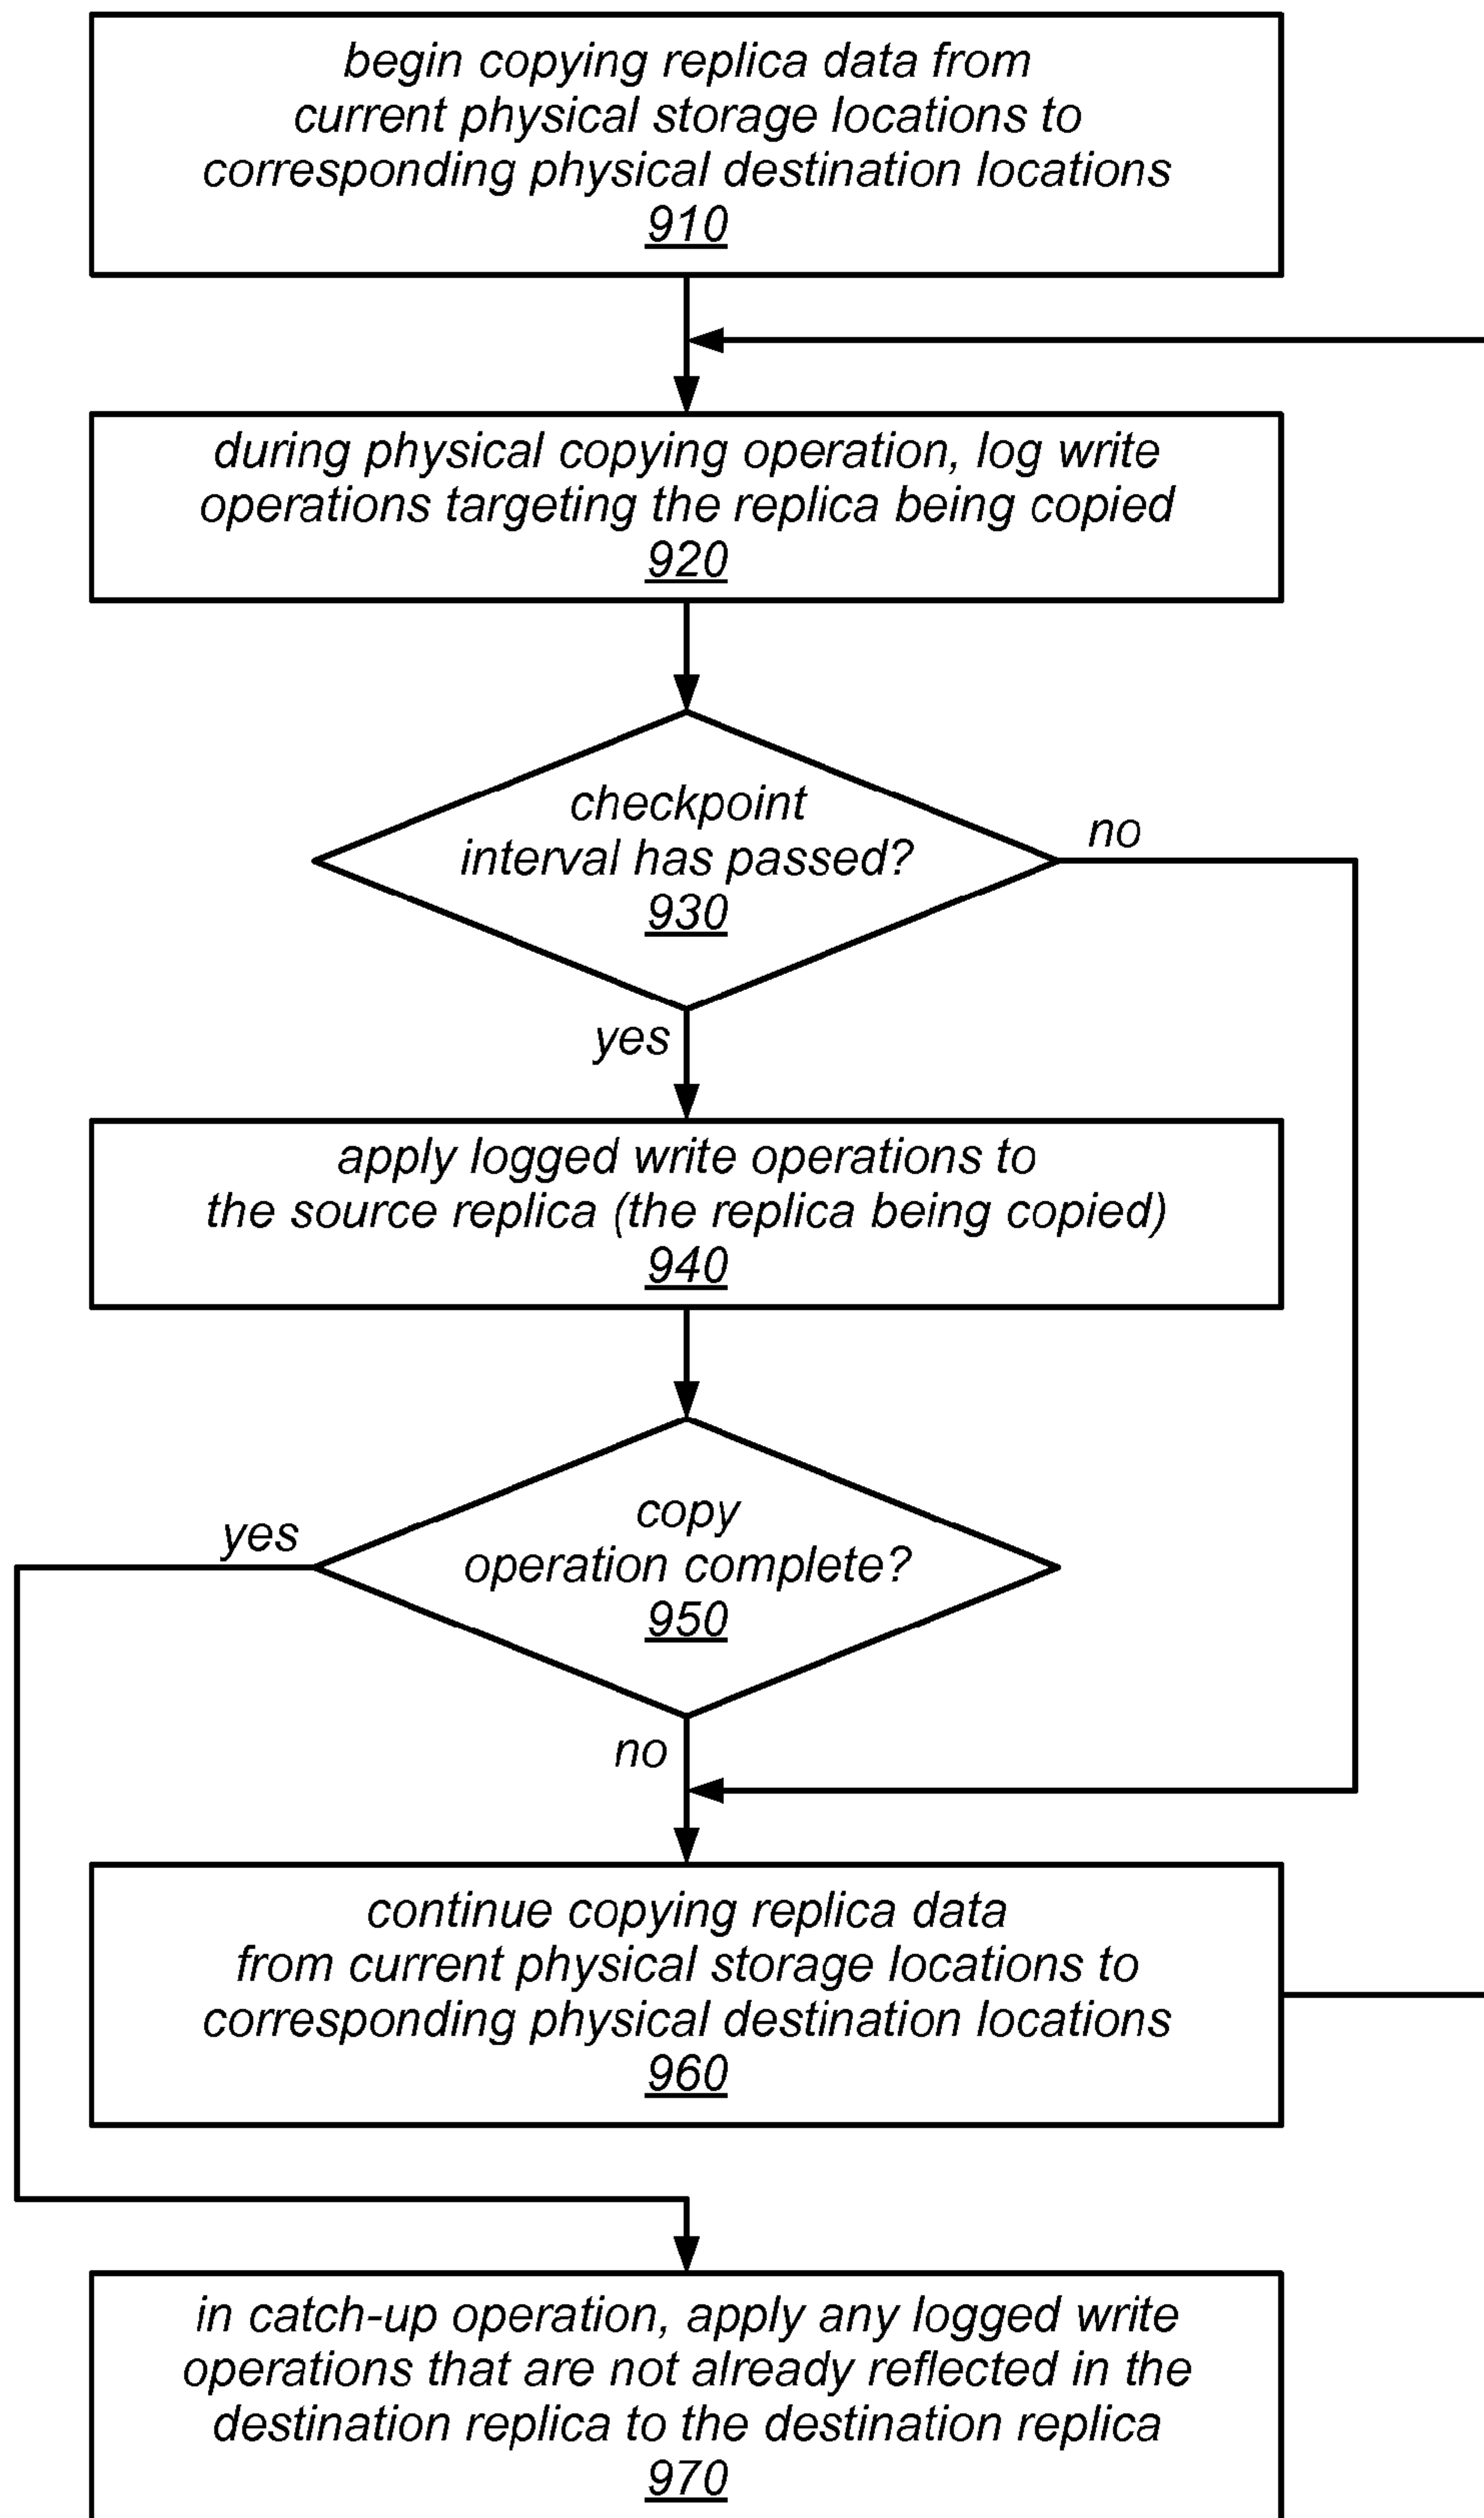 begin copying replica data from
current physical storage locations to
corresponding physical destination locations
910
during physical copying operation, log write
operations targeting the replica being copied
920
checkpoint
interval has passed?
930
no
yes
apply logged write operations to
the source replica (the replica being copied)
940
copy
operation complete?
950
yes
no
continue copying replica data
from current physical storage locations to
corresponding physical destination locations
960
in catch-up operation, apply any logged write
operations that are not already reflected in the
destination replica to the destination replica
970